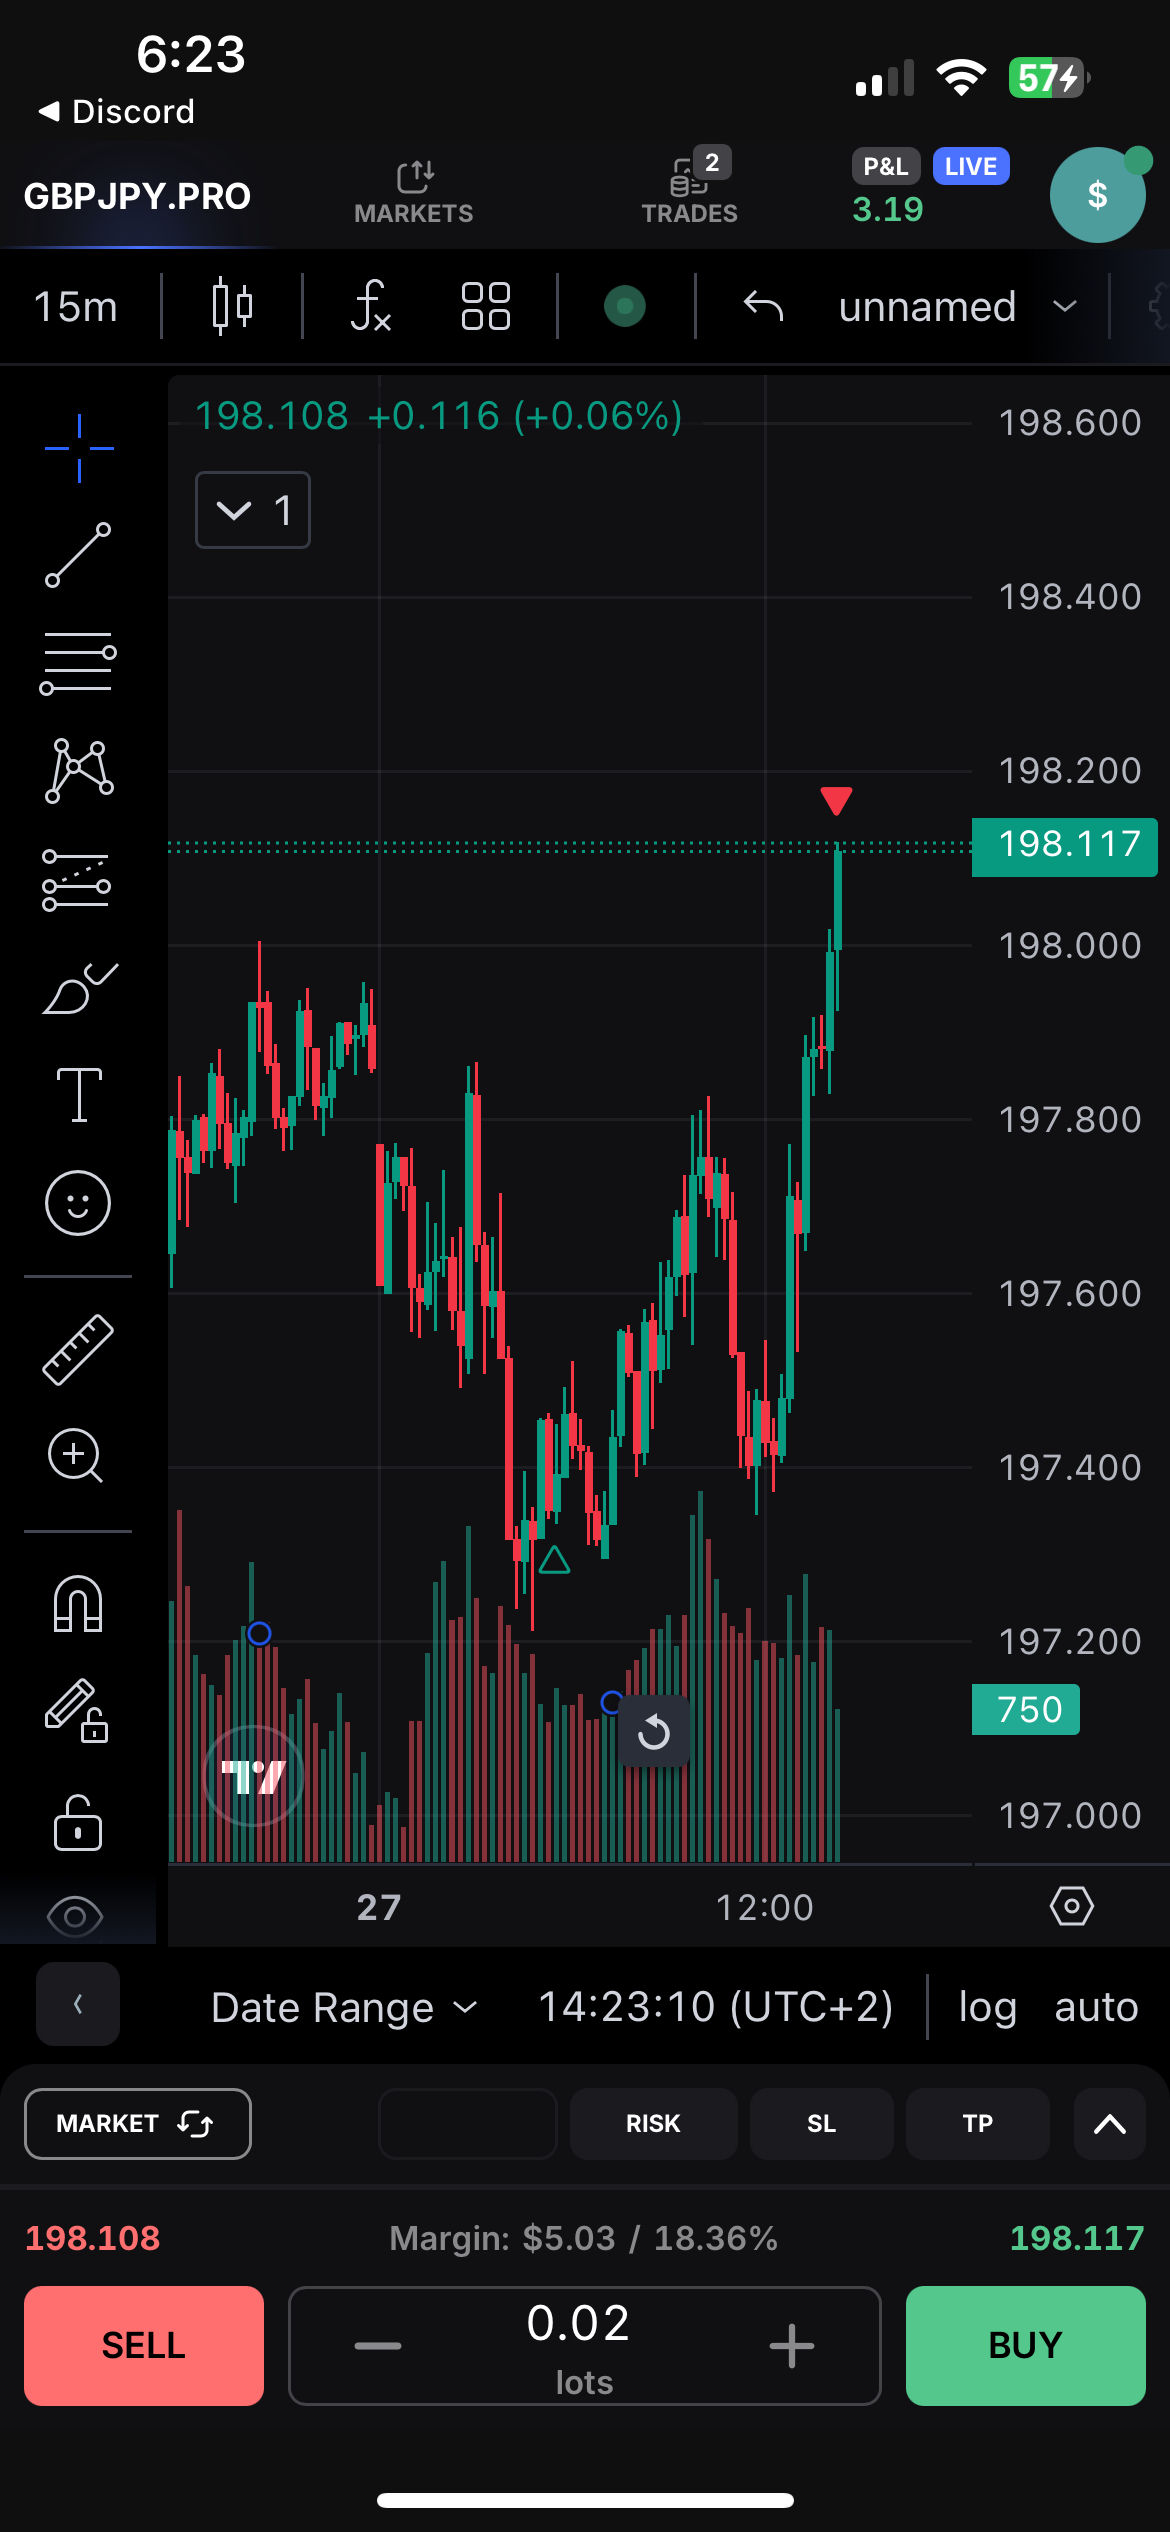 6:23
57
◀ Discord
GBPJPY.PRO
MARKETS
2
TRADES
P&L
LIVE
3.19
$
15m
unnamed
198.108 +0.116 (+0.06%)
1
198.600
198.400
198.200
198.117
198.000
197.800
197.600
197.400
197.200
750
197.000
27
12:00
Date Range
14:23:10 (UTC+2)
log
auto
MARKET
RISK
SL
TP
198.108
Margin: $5.03 / 18.36%
198.117
SELL
0.02
lots
BUY